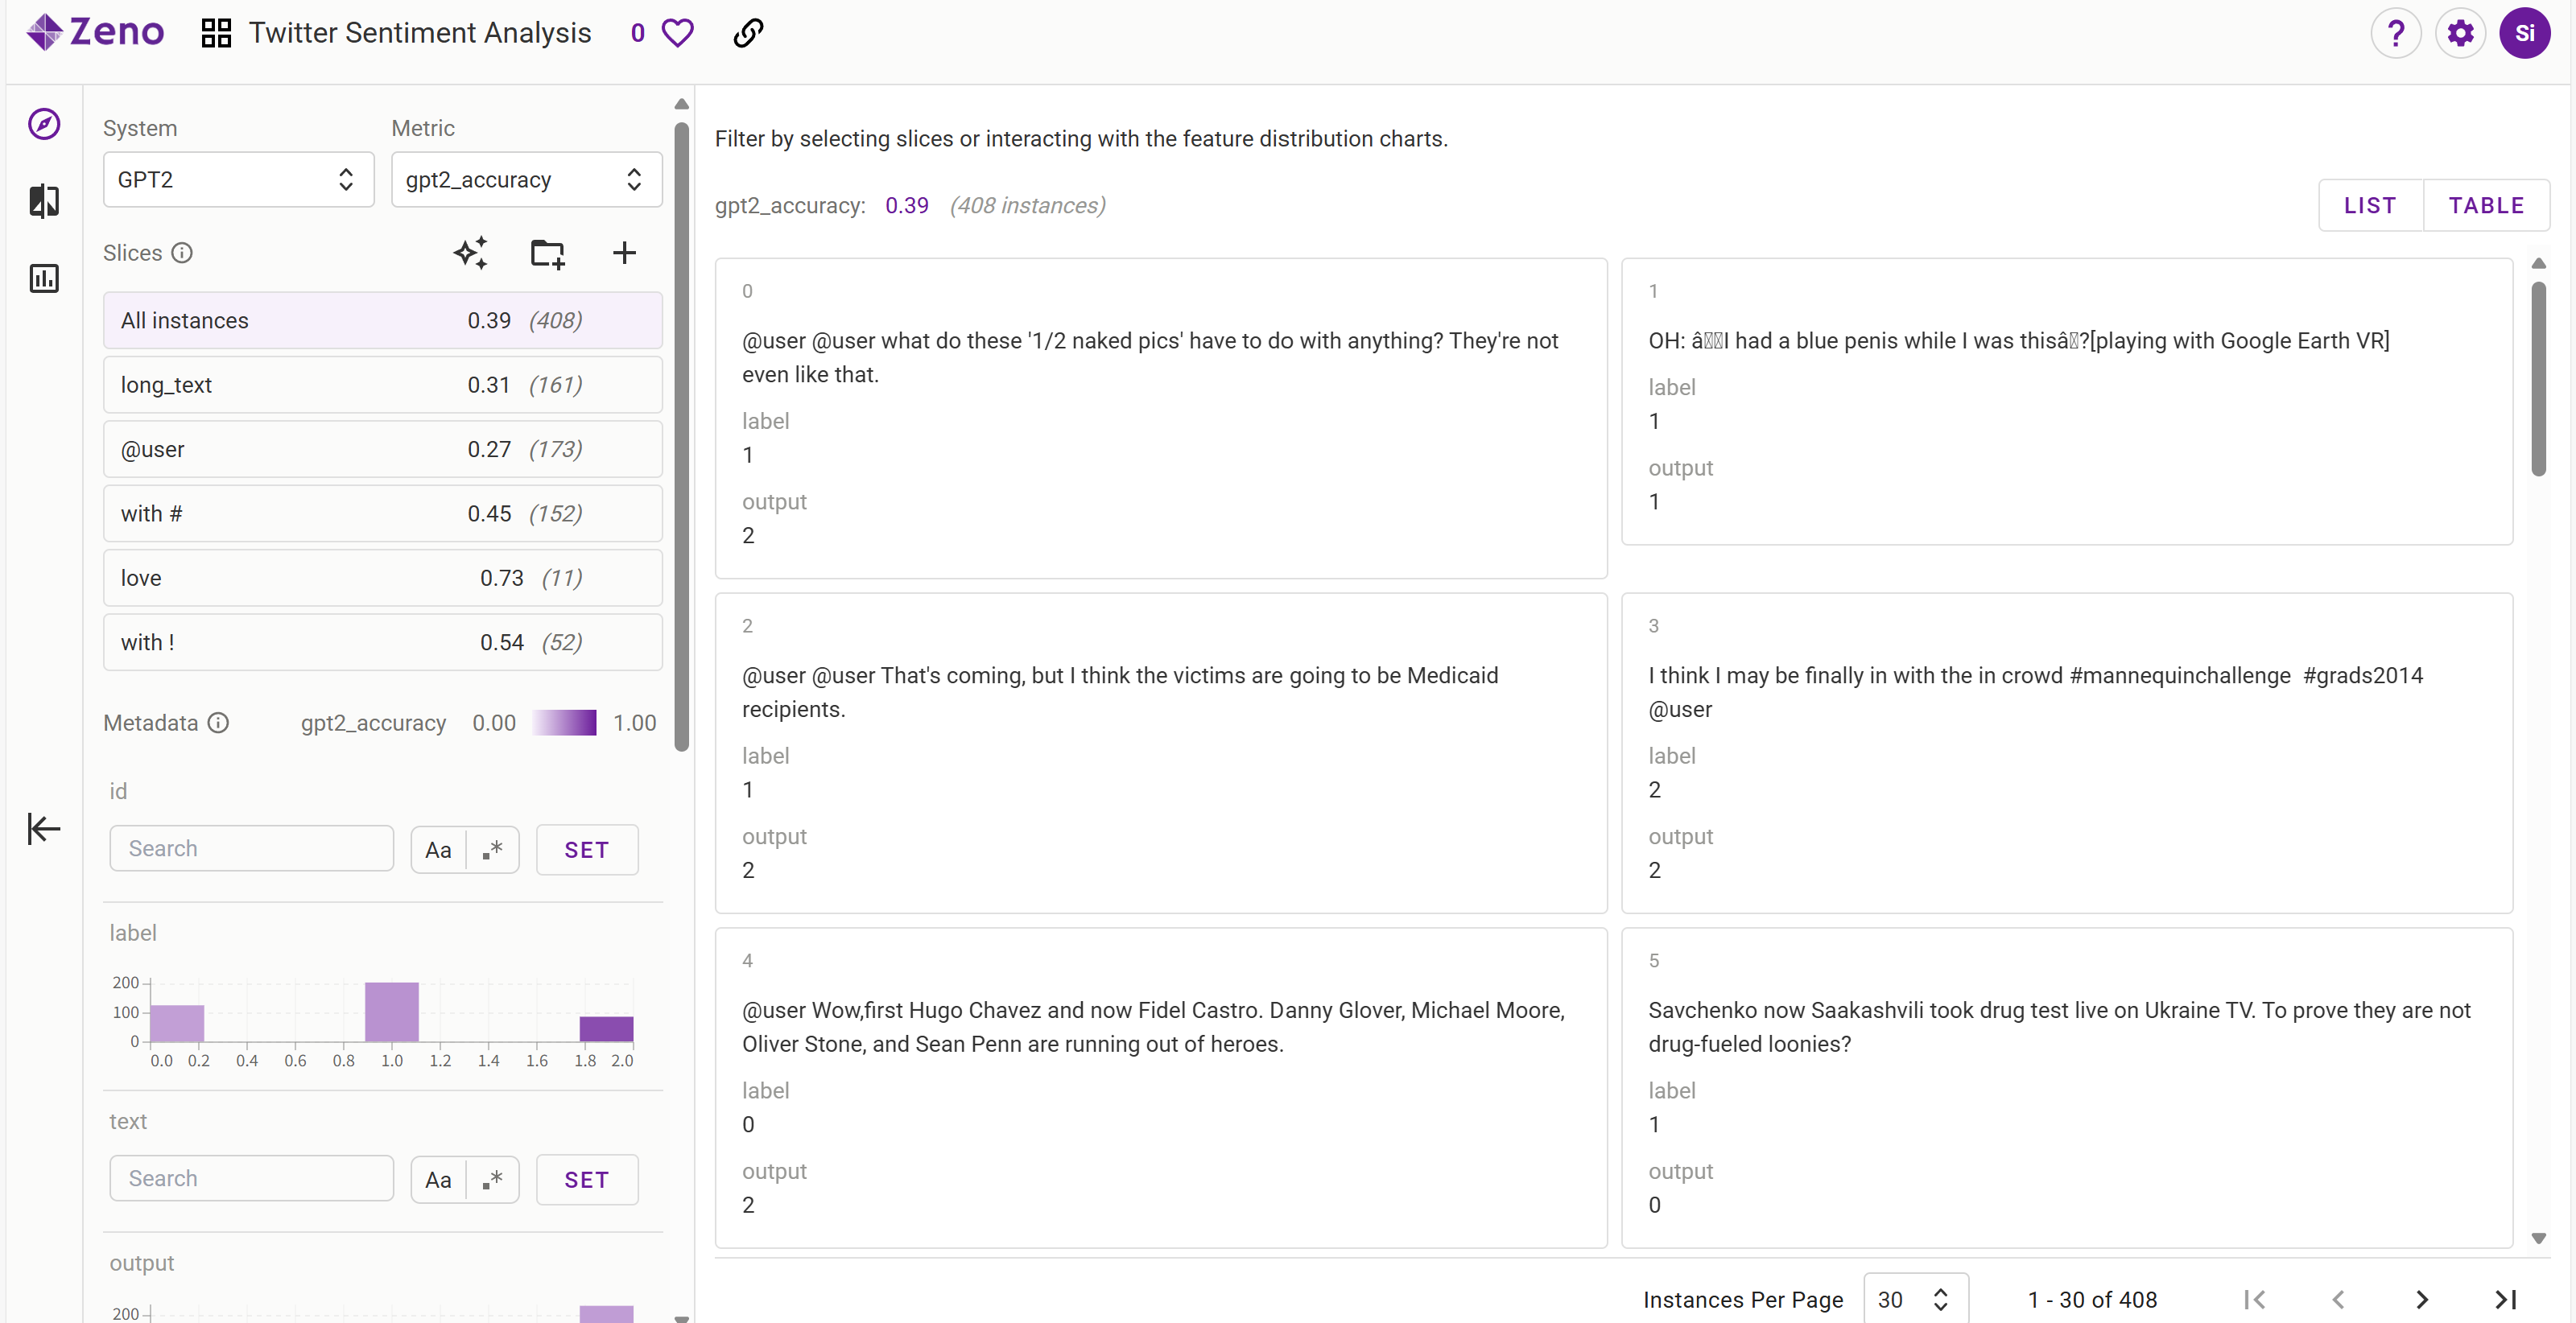 Zeno
Twitter Sentiment Analysis
0
?
Si
System
Metric
GPT2
gpt2_accuracy
Slices
All instances 0.39 (408)
long_text 0.31 (161)
@user 0.27 (173)
with # 0.45 (152)
love 0.73 (11)
with ! 0.54 (52)
Metadata gpt2_accuracy 0.00 1.00
id
Search Aa .* SET
label
200
100
0
0.0 0.2 0.4 0.6 0.8 1.0 1.2 1.4 1.6 1.8 2.0
text
Search Aa .* SET
output
200
Filter by selecting slices or interacting with the feature distribution charts.
gpt2_accuracy: 0.39 (408 instances)
LIST TABLE
0
@user @user what do these '1/2 naked pics' have to do with anything? They're not
even like that.
label
1
output
2
1
OH: â▯▯I had a blue penis while I was thisâ▯?[playing with Google Earth VR]
label
1
output
1
2
@user @user That's coming, but I think the victims are going to be Medicaid
recipients.
label
1
output
2
3
I think I may be finally in with the in crowd #mannequinchallenge  #grads2014
@user
label
2
output
2
4
@user Wow,first Hugo Chavez and now Fidel Castro. Danny Glover, Michael Moore,
Oliver Stone, and Sean Penn are running out of heroes.
label
0
output
2
5
Savchenko now Saakashvili took drug test live on Ukraine TV. To prove they are not
drug-fueled loonies?
label
1
output
0
Instances Per Page 30 1 - 30 of 408